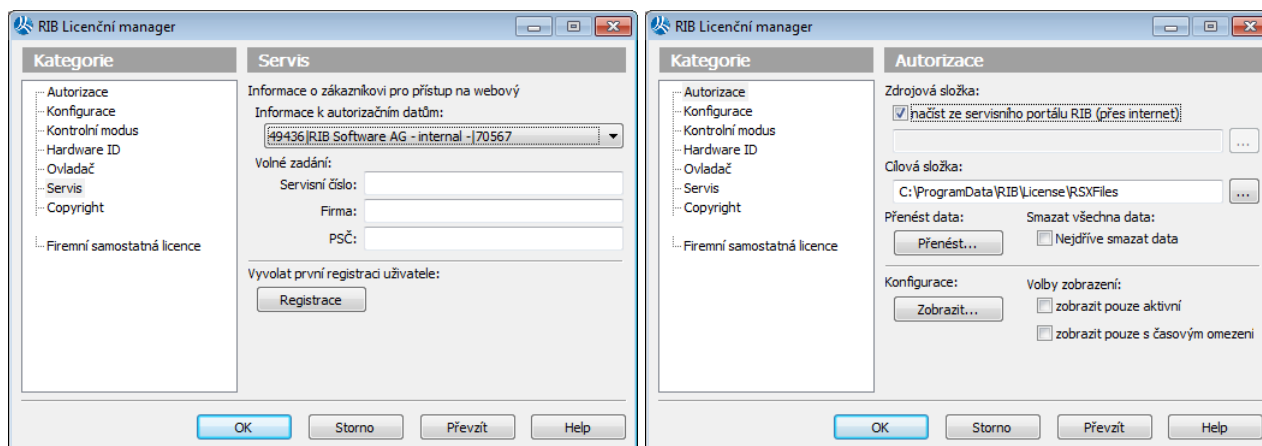 RIB Licenční manager
Kategorie
Autorizace
Konfigurace
Kontrolní modus
Hardware ID
Ovladač
Servis
Copyright
Firemní samostatná licence
Servis
Informace o zákazníkovi pro přístup na webový
Informace k autorizačním datům:
49436|RIB Software AG - internal -|70567
Volné zadání:
Servisní číslo:
Firma:
PSČ:
Vyvolat první registraci uživatele:
Registrace
OK Storno Převzít Help
RIB Licenční manager
Kategorie
Autorizace
Konfigurace
Kontrolní modus
Hardware ID
Ovladač
Servis
Copyright
Firemní samostatná licence
Autorizace
Zdrojová složka:
načíst ze servisního portálu RIB (přes internet)
...
Cílová složka:
C:\ProgramData\RIB\License\RSXFiles ...
Přenést data: Smazat všechna data:
Přenést... Nejdříve smazat data
Konfigurace: Volby zobrazení:
Zobrazit... zobrazit pouze aktivní
zobrazit pouze s časovým omezeni
OK Storno Převzít Help